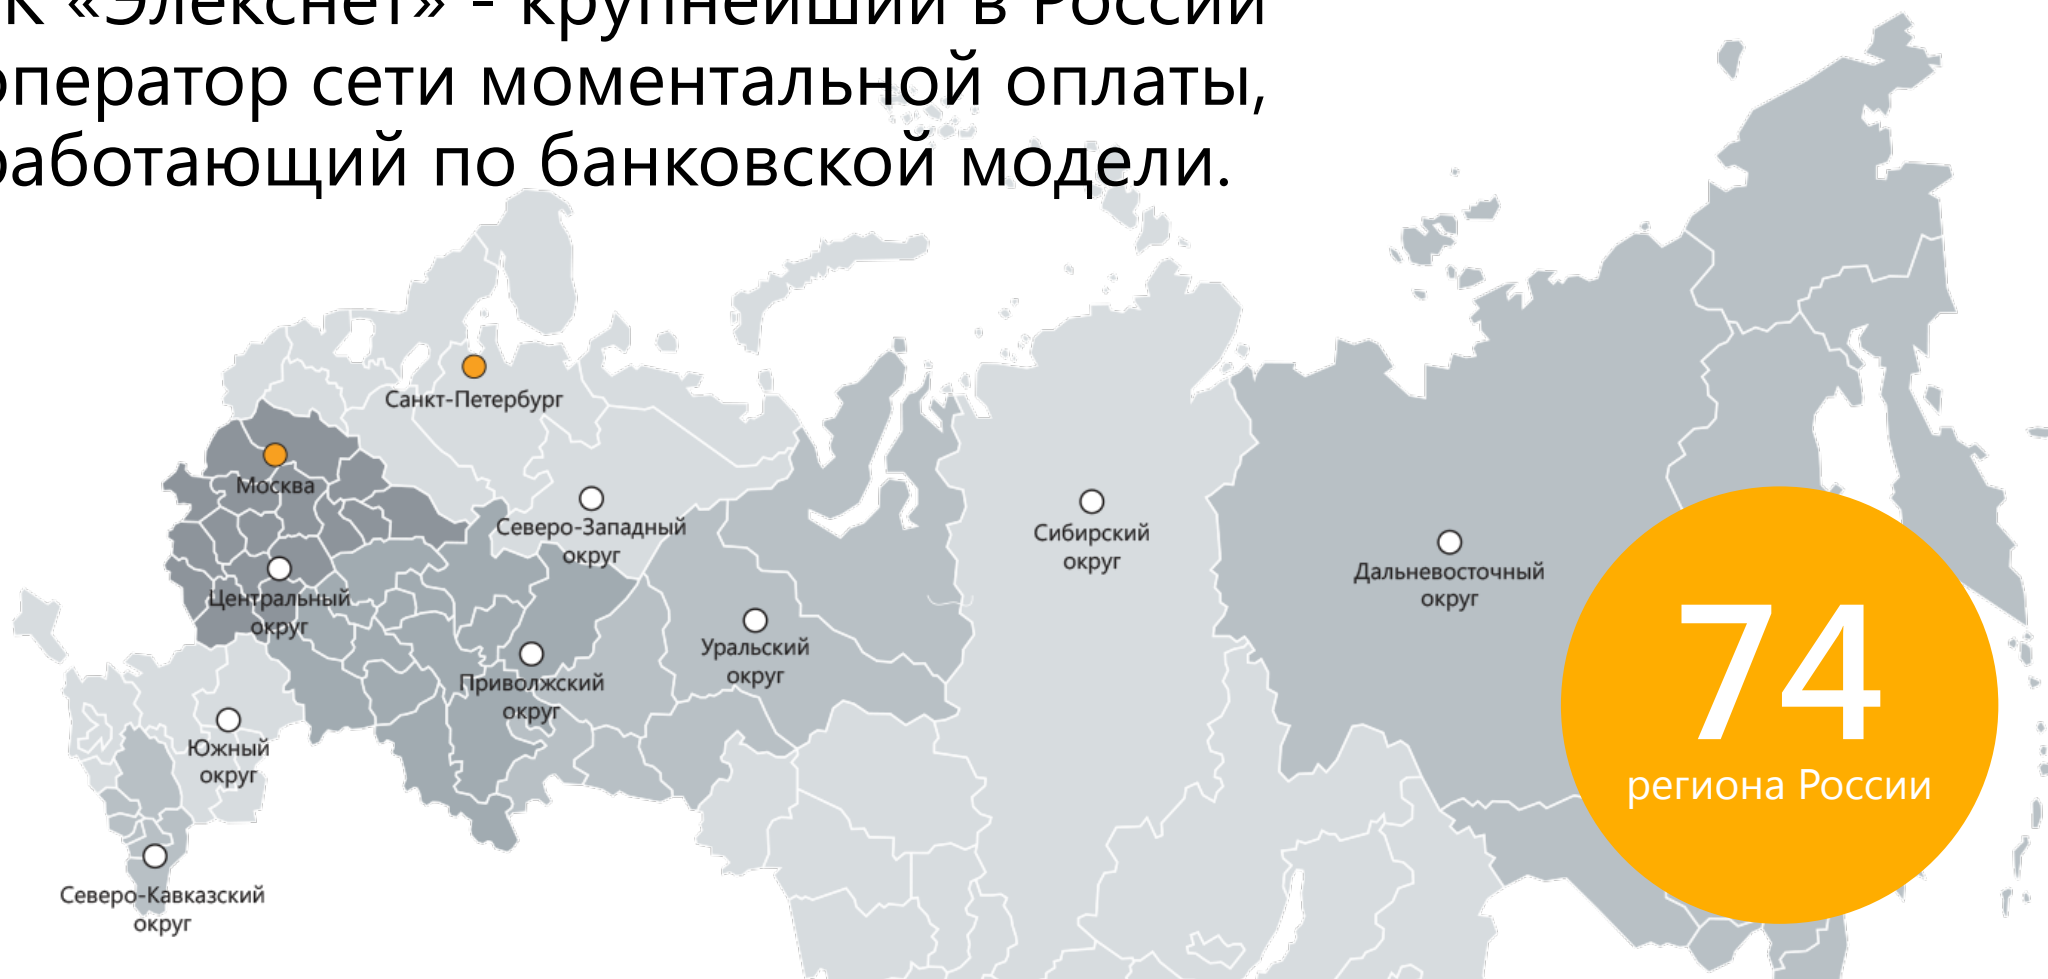 К «Элекснет» - крупнейший в России
оператор сети моментальной оплаты,
работающий по банковской модели.
Санкт-Петербург
Москва
Северо-Западный
округ
Сибирский
округ
Дальневосточный
округ
Центральный
округ
Уральский
округ
Приволжский
округ
Южный
округ
Северо-Кавказский
округ
74
региона России